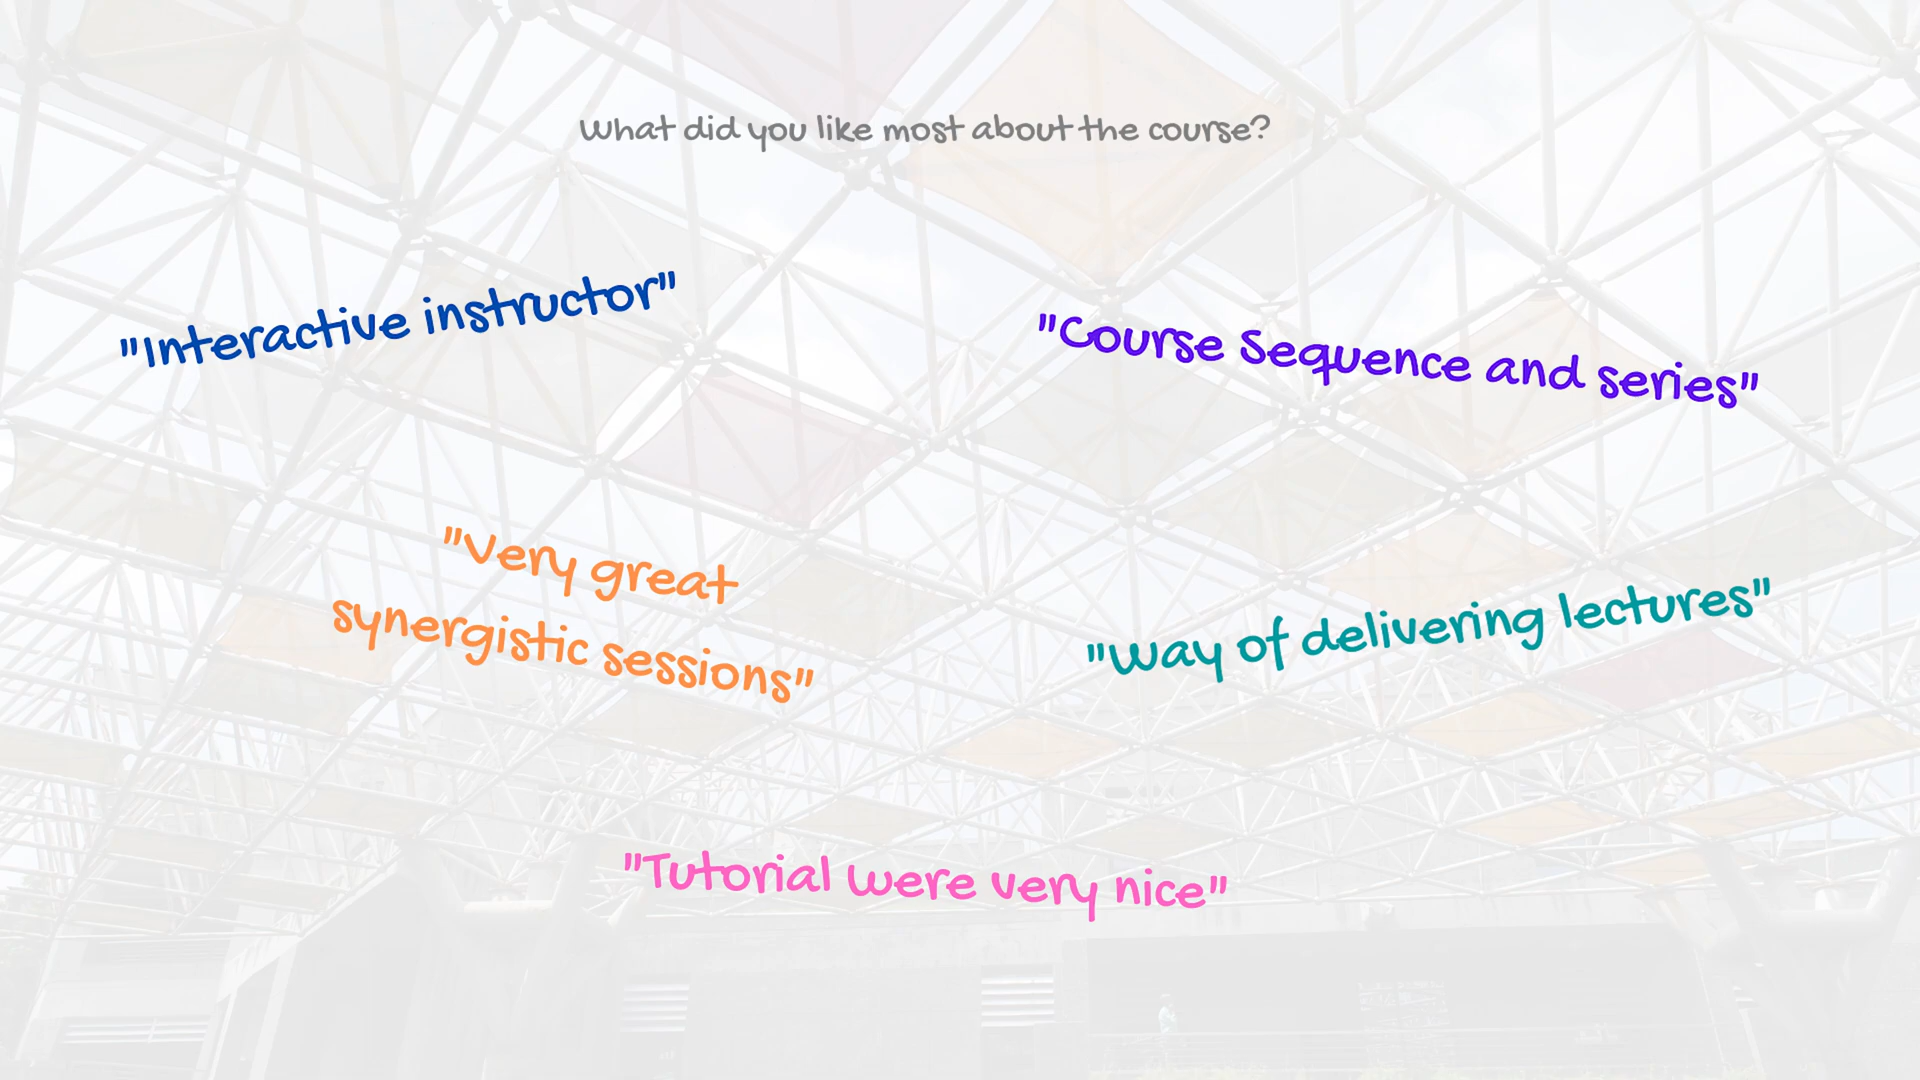 What did you like most about the course?
"Interactive instructor"
"Course Sequence and series"
"Very great
synergistic sessions"
"Way of delivering lectures"
"Tutorial were very nice"